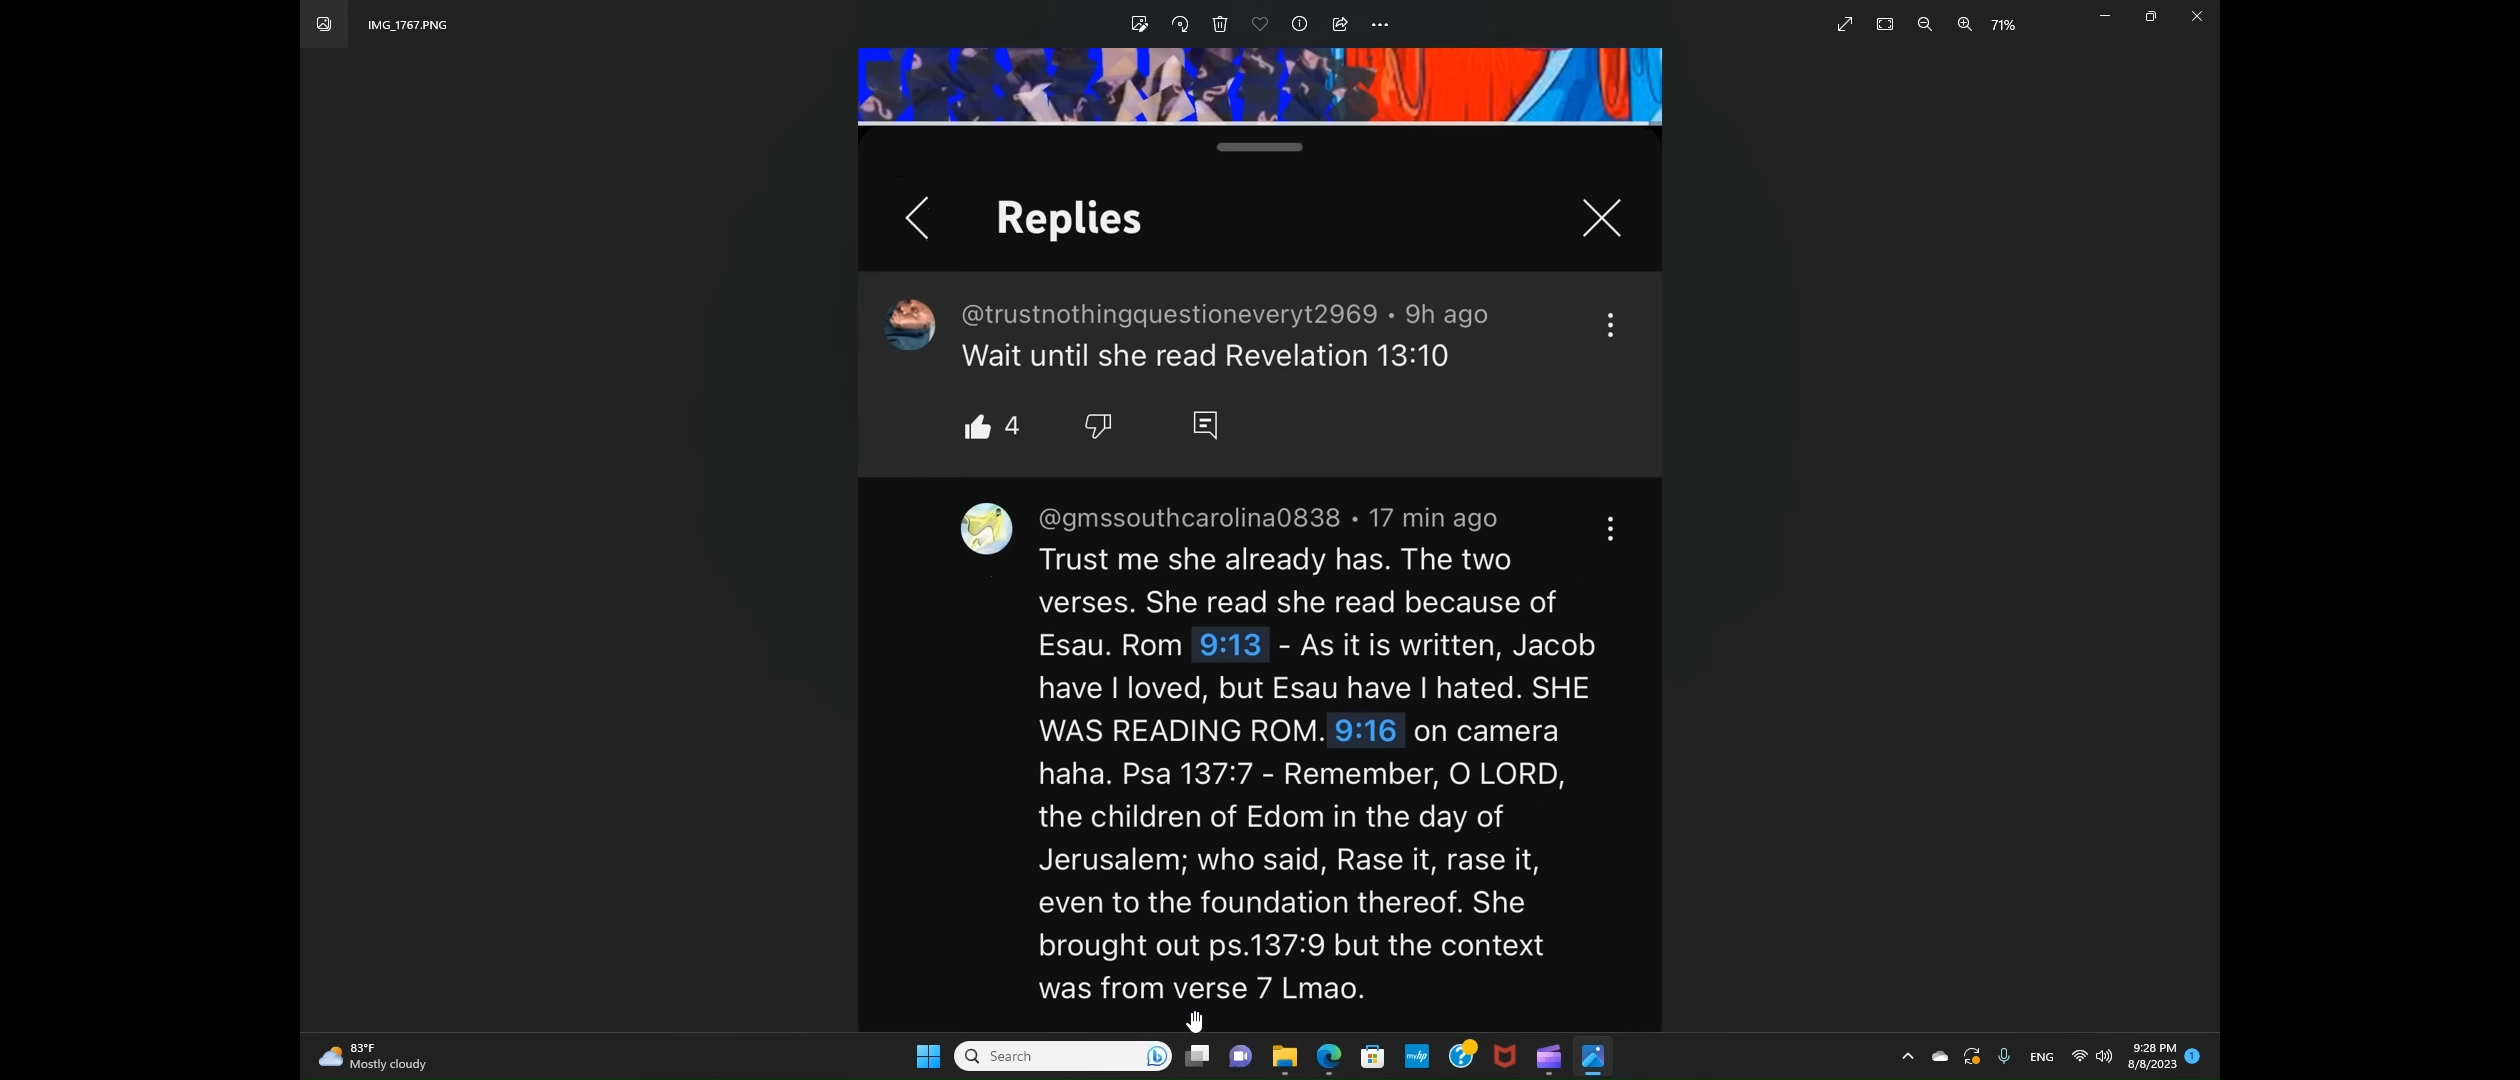 IMG_1767.PNG
71%
Replies
@trustnothingquestioneveryt2969 • 9h ago
Wait until she read Revelation 13:10
4
@gmssouthcarolina0838 • 17 min ago
Trust me she already has. The two
verses. She read she read because of
Esau. Rom 9:13 - As it is written, Jacob
have I loved, but Esau have I hated. SHE
WAS READING ROM. 9:16 on camera
haha. Psa 137:7 - Remember, O LORD,
the children of Edom in the day of
Jerusalem; who said, Rase it, rase it,
even to the foundation thereof. She
brought out ps.137:9 but the context
was from verse 7 Lmao.
83°F
Mostly cloudy
Search
myhp
ENG
9:28 PM
8/8/2023
1